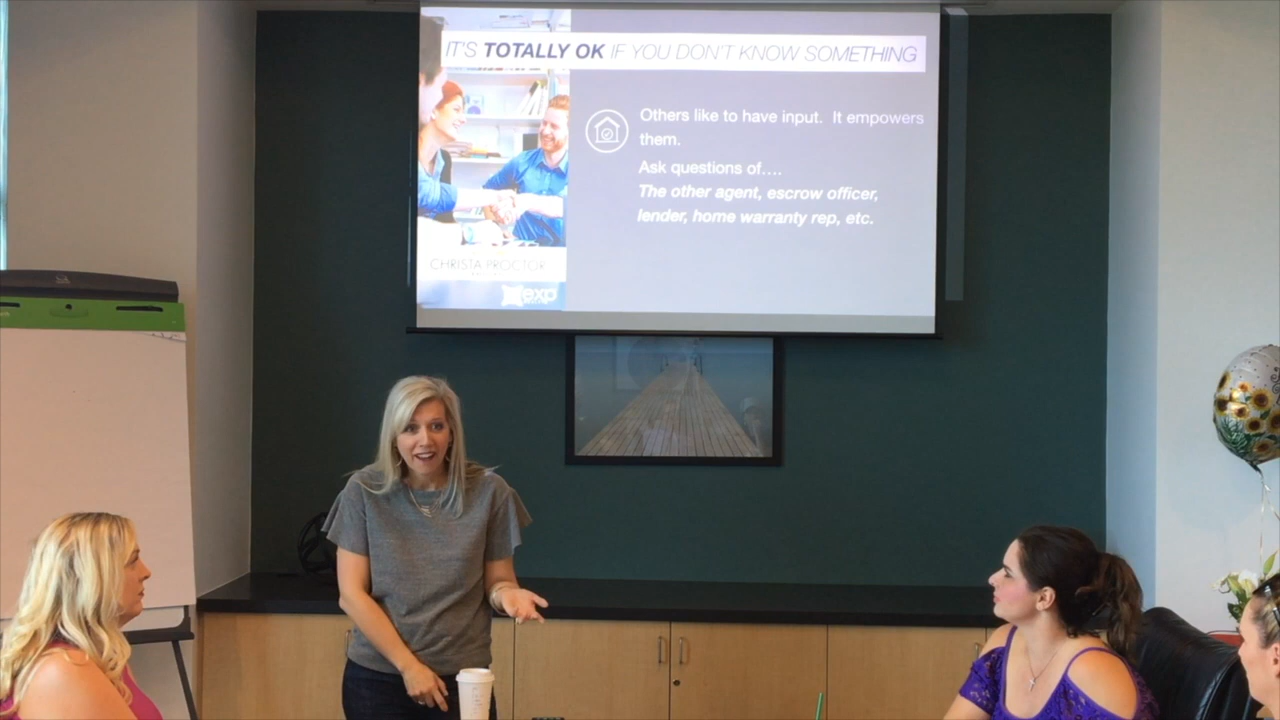 IT'S TOTALLY OK IF YOU DON'T KNOW SOMETHING
Others like to have input. It empowers
them.
Ask questions of....
The other agent, escrow officer,
lender, home warranty rep, etc.
CHRISTA PROCTOR
exp